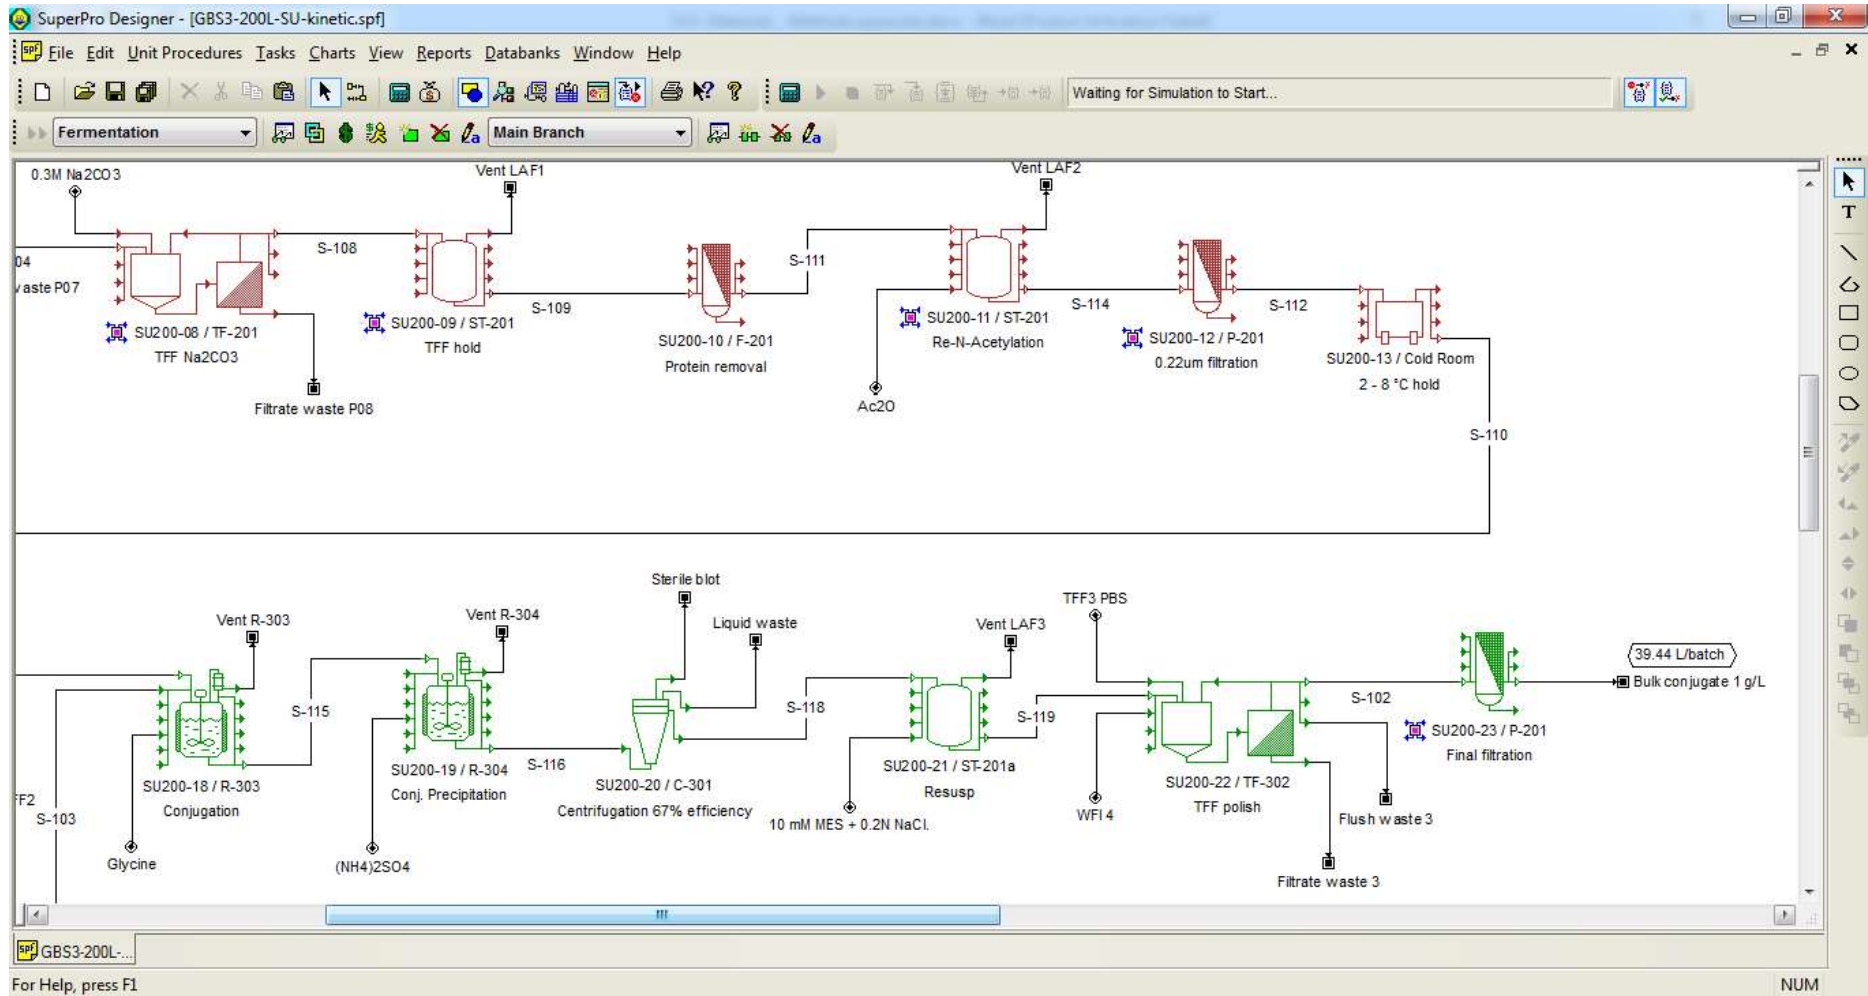 SuperPro Designer - [GBS3-200L-SU-kinetic.spf]
File Edit Unit Procedures Tasks Charts View Reports Databanks Window Help
Waiting for Simulation to Start...
Fermentation
Main Branch
0.3M Na2CO3
Vent LAF1
Vent LAF2
04
S-108
S-111
aste P07
S-109
S-114
S-112
SU200-08 / TF-201
TFF Na2CO3
SU200-09 / ST-201
TFF hold
SU200-10 / F-201
Protein removal
SU200-11 / ST-201
Re-N-Acetylation
SU200-12 / P-201
0.22um filtration
SU200-13 / Cold Room
2 - 8 °C hold
Filtrate waste P08
Ac2O
S-110
Sterile blot
Vent R-303
Vent R-304
Liquid waste
TFF3 PBS
Vent LAF3
39.44 L/batch
Bulk conjugate 1 g/L
S-115
S-118
S-119
S-102
S-116
SU200-18 / R-303
Conjugation
SU200-19 / R-304
Conj. Precipitation
SU200-20 / C-301
Centrifugation 67% efficiency
SU200-21 / ST-201a
Resusp
SU200-22 / TF-302
TFF polish
SU200-23 / P-201
Final filtration
FF2
S-103
10 mM MES + 0.2N NaCl.
WFI 4
Flush waste 3
Glycine
(NH4)2SO4
Filtrate waste 3
GBS3-200L-...
For Help, press F1
NUM